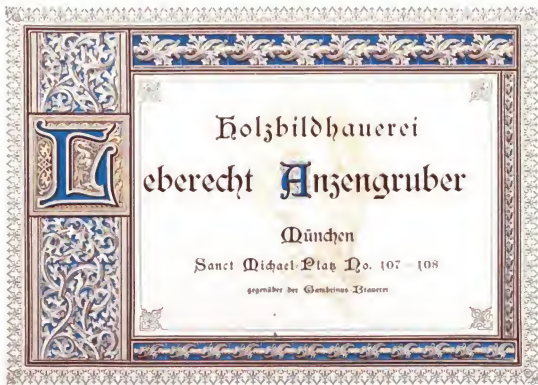 Holzbildhauerei
Leberecht Anzengruber
München
Sanct Michael-Platz No. 107–108
gegenüber der Gambrinus Brauerei